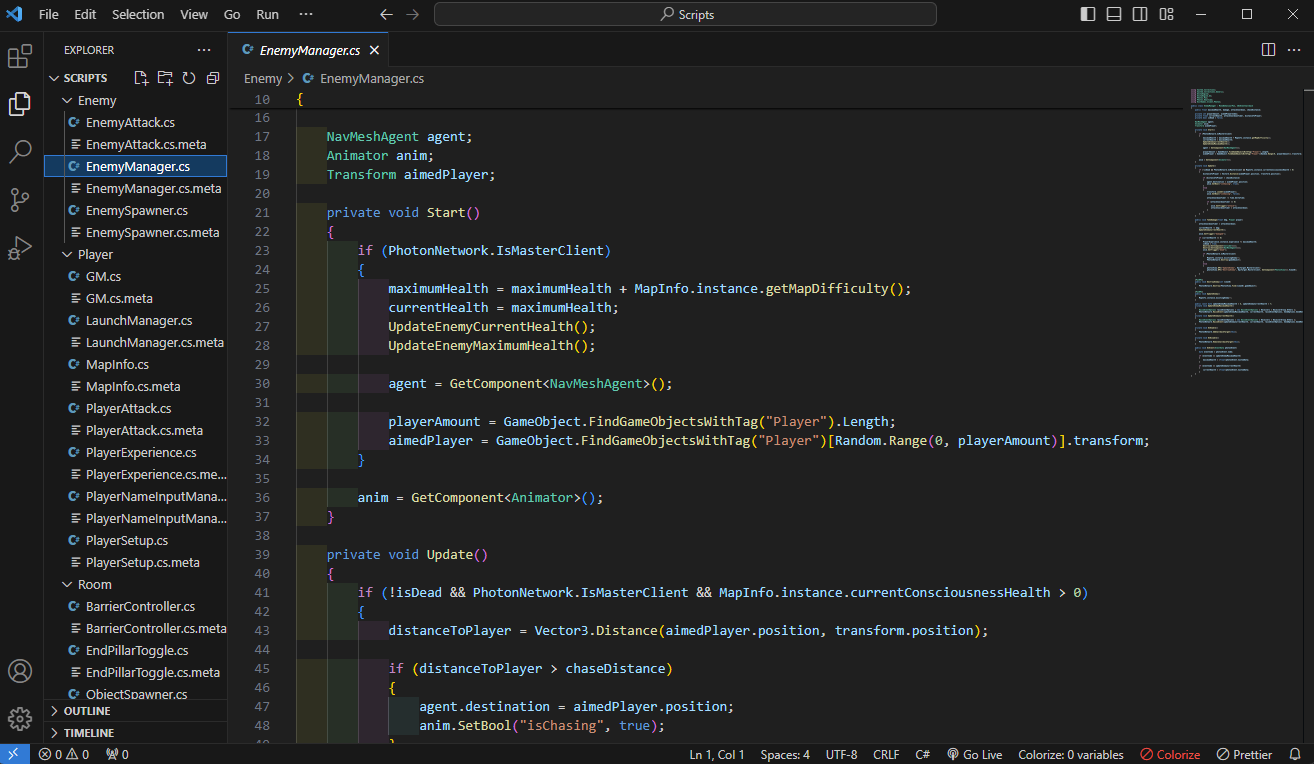 File Edit Selection View Go Run ··· Scripts
EXPLORER ···
EnemyManager.cs
SCRIPTS
Enemy > EnemyManager.cs
Enemy
EnemyAttack.cs
EnemyAttack.cs.meta
EnemyManager.cs
EnemyManager.cs.meta
EnemySpawner.cs
EnemySpawner.cs.meta
Player
GM.cs
GM.cs.meta
LaunchManager.cs
LaunchManager.cs.meta
MapInfo.cs
MapInfo.cs.meta
PlayerAttack.cs
PlayerAttack.cs.meta
PlayerExperience.cs
PlayerExperience.cs.me...
PlayerNameInputMana...
PlayerNameInputMana...
PlayerSetup.cs
PlayerSetup.cs.meta
Room
BarrierController.cs
BarrierController.cs.meta
EndPillarToggle.cs
EndPillarToggle.cs.meta
ObjectSpawner.cs
OUTLINE
TIMELINE
10 {
16
17 NavMeshAgent agent;
18 Animator anim;
19 Transform aimedPlayer;
20
21 private void Start()
22 {
23 if (PhotonNetwork.IsMasterClient)
24 {
25 maximumHealth = maximumHealth + MapInfo.instance.getMapDifficulty();
26 currentHealth = maximumHealth;
27 UpdateEnemyCurrentHealth();
28 UpdateEnemyMaximumHealth();
29
30 agent = GetComponent<NavMeshAgent>();
31
32 playerAmount = GameObject.FindGameObjectsWithTag("Player").Length;
33 aimedPlayer = GameObject.FindGameObjectsWithTag("Player")[Random.Range(0, playerAmount)].transform;
34 }
35
36 anim = GetComponent<Animator>();
37 }
38
39 private void Update()
40 {
41 if (!isDead && PhotonNetwork.IsMasterClient && MapInfo.instance.currentConsciousnessHealth > 0)
42 {
43 distanceToPlayer = Vector3.Distance(aimedPlayer.position, transform.position);
44
45 if (distanceToPlayer > chaseDistance)
46 {
47 agent.destination = aimedPlayer.position;
48 anim.SetBool("isChasing", true);
0 0 0 Ln 1, Col 1 Spaces: 4 UTF-8 CRLF C# Go Live Colorize: 0 variables Colorize Prettier